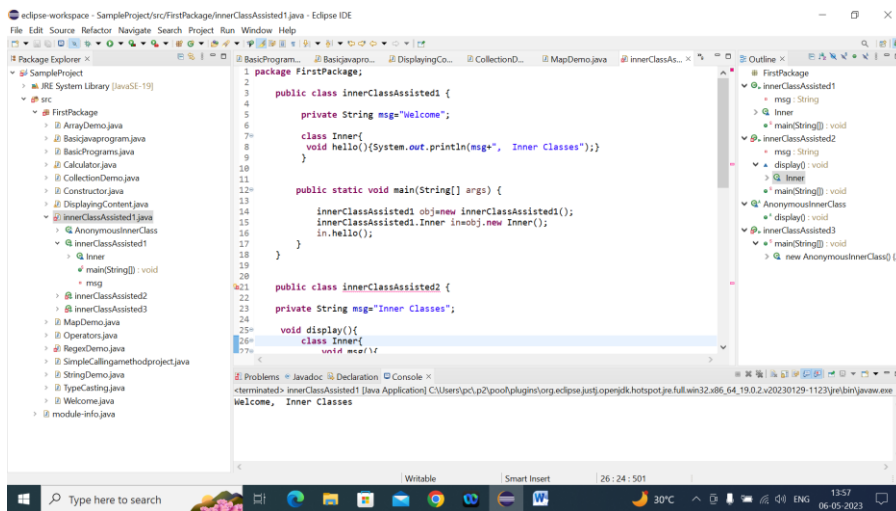 eclipse-workspace - SampleProject/src/FirstPackage/innerClassAssisted1.java - Eclipse IDE
File Edit Source Refactor Navigate Search Project Run Window Help
Package Explorer
SampleProject
JRE System Library [JavaSE-19]
src
FirstPackage
ArrayDemo.java
Basicjavaprogram.java
BasicPrograms.java
Calculator.java
CollectionDemo.java
Constructor.java
DisplayingContent.java
innerClassAssisted1.java
AnonymousInnerClass
innerClassAssisted1
Inner
main(String[]) : void
msg
innerClassAssisted2
innerClassAssisted3
MapDemo.java
Operators.java
RegexDemo.java
SimpleCallingamethodproject.java
StringDemo.java
TypeCasting.java
Welcome.java
module-info.java
BasicProgram... Basicjavapro... DisplayingCo... CollectionD... MapDemo.java innerClassAs...
1 package FirstPackage;
2
3 public class innerClassAssisted1 {
4
5 private String msg="Welcome";
6
7 class Inner{
8 void hello(){System.out.println(msg+", Inner Classes");}
9 }
10
11
12 public static void main(String[] args) {
13
14 innerClassAssisted1 obj=new innerClassAssisted1();
15 innerClassAssisted1.Inner in=obj.new Inner();
16 in.hello();
17 }
18 }
19
20
21 public class innerClassAssisted2 {
22
23 private String msg="Inner Classes";
24
25 void display(){
26 class Inner{
27 void msg(){
Outline
FirstPackage
innerClassAssisted1
msg : String
Inner
main(String[]) : void
innerClassAssisted2
msg : String
display() : void
Inner
main(String[]) : void
AnonymousInnerClass
display() : void
innerClassAssisted3
main(String[]) : void
new AnonymousInnerClass() {
Problems Javadoc Declaration Console
<terminated> innerClassAssisted1 [Java Application] C:\Users\pc\.p2\pool\plugins\org.eclipse.justj.openjdk.hotspot.jre.full.win32.x86_64_19.0.2.v20230129-1123\jre\bin\javaw.exe
Welcome, Inner Classes
Writable Smart Insert 26 : 24 : 501
Type here to search
30°C ENG 13:57
06-05-2023